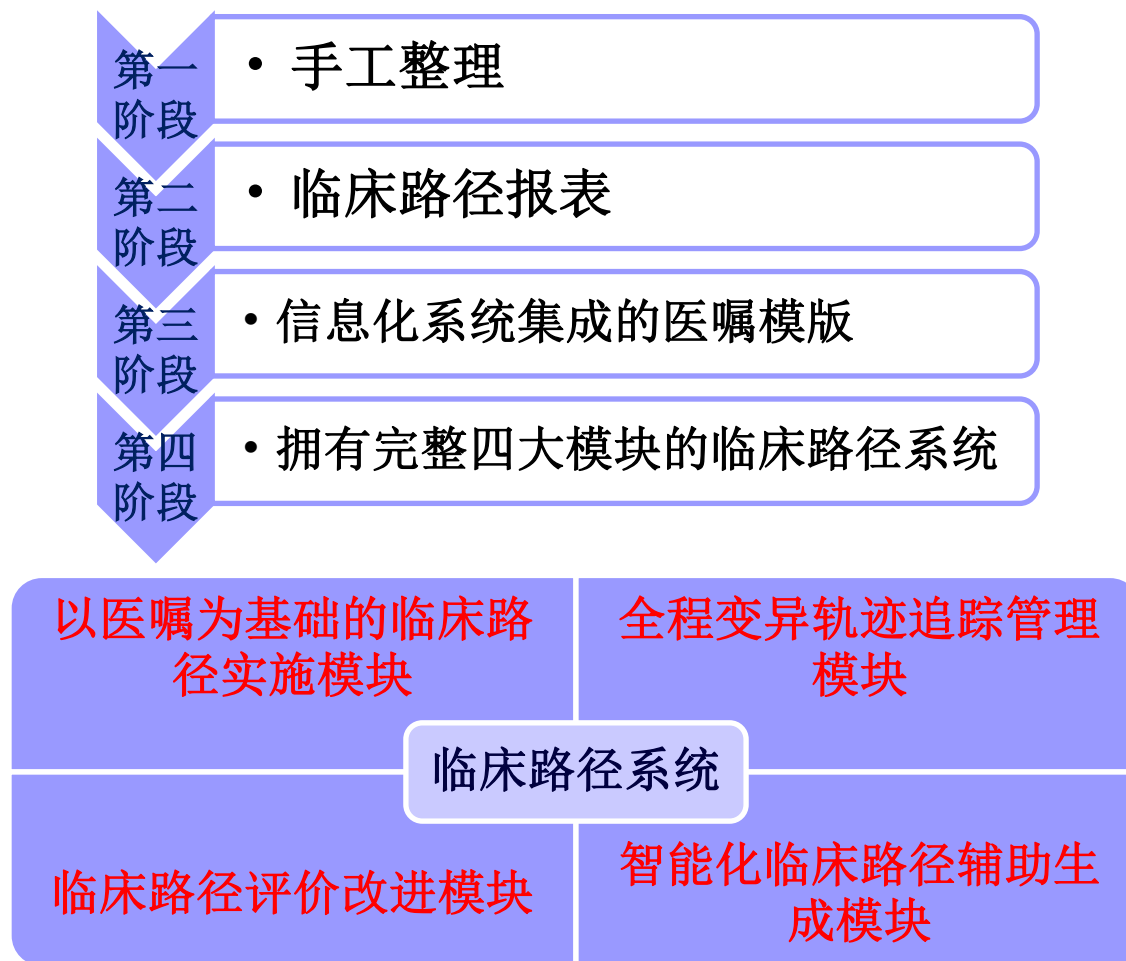 第一
阶段
• 手工整理
第二
阶段
• 临床路径报表
第三
阶段
• 信息化系统集成的医嘱模版
第四
阶段
• 拥有完整四大模块的临床路径系统
以医嘱为基础的临床路
径实施模块
全程变异轨迹追踪管理
模块
临床路径系统
临床路径评价改进模块
智能化临床路径辅助生
成模块